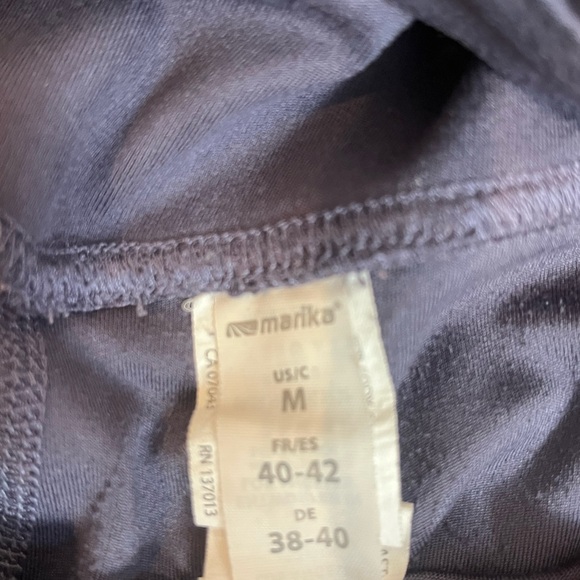 marika®
US/C
M
FR/ES
40-42
DE
38-40
RN 137013